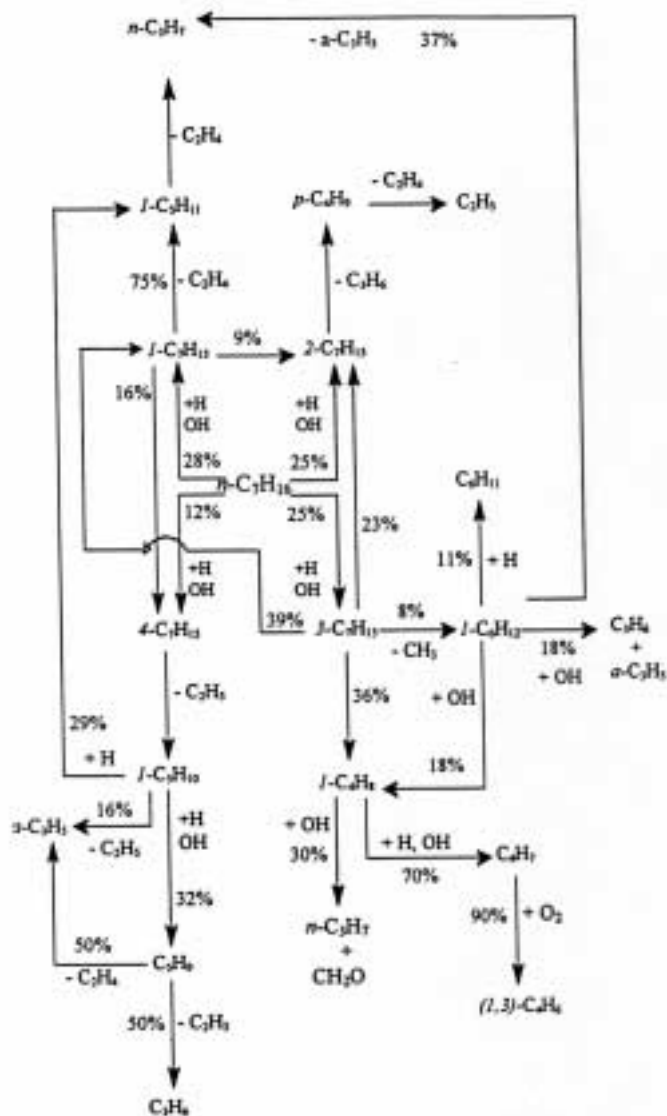 n-C₃H₇
- a-C₃H₅ 37%
- C₂H₄
1-C₅H₁₁
p-C₄H₉ - C₂H₄ C₂H₅
75% - C₂H₄
- C₃H₆
1-C₇H₁₅ 9% 2-C₇H₁₅
16% +H +H
OH OH
28% 25%
n-C₇H₁₆
12% 25% 23%
C₆H₁₁
11% + H
+H +H
OH OH
4-C₇H₁₅ 39% 3-C₇H₁₅ 8% 1-C₆H₁₂ C₃H₆
- CH₃ 18% +
+ OH a-C₃H₅
- C₂H₅ 36% + OH
29%
+ H
1-C₅H₁₀ 1-C₄H₈ 18%
16% +H + OH
a-C₃H₅ - C₂H₅ OH 30% + H, OH C₄H₇
70%
32%
n-C₃H₇ 90% + O₂
+
50% C₅H₉ CH₂O
- C₂H₄
(1,3)-C₄H₆
50% - C₂H₃
C₃H₆